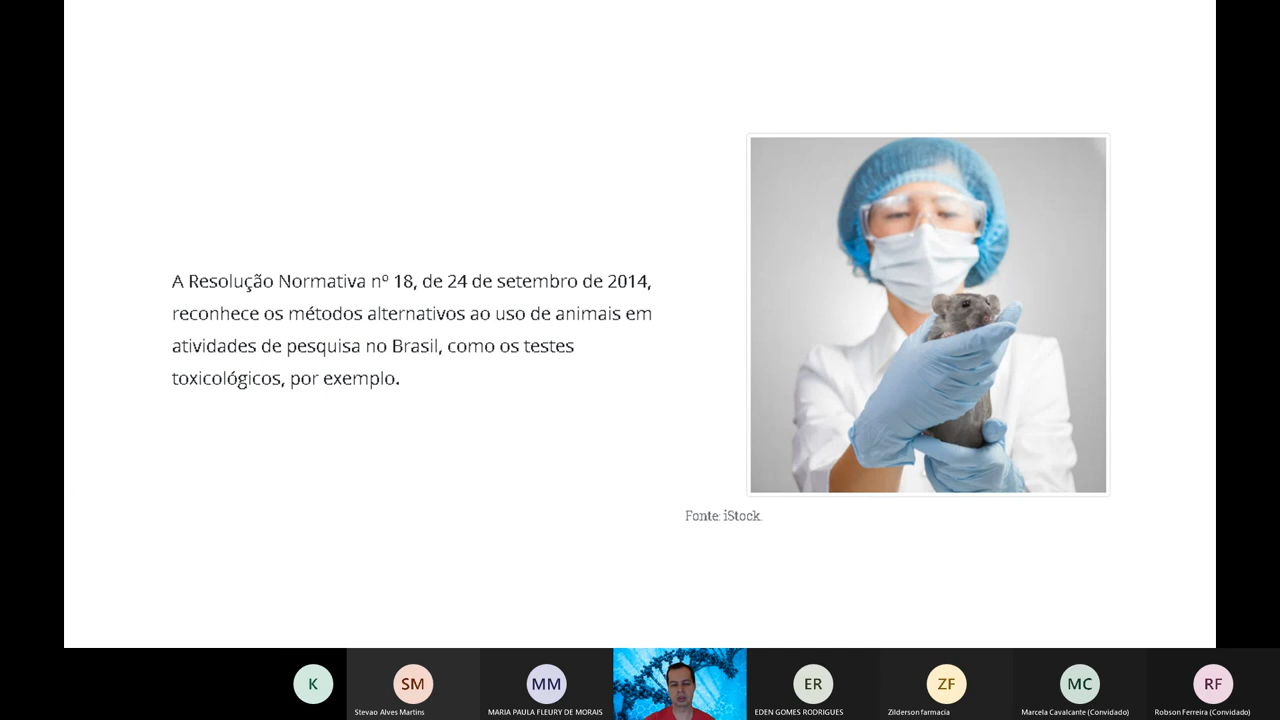 A Resolução Normativa nº 18, de 24 de setembro de 2014,
reconhece os métodos alternativos ao uso de animais em
atividades de pesquisa no Brasil, como os testes
toxicológicos, por exemplo.
Fonte: iStock.
K
SM
MM
ER
ZF
MC
RF
Stevao Alves Martins
MARIA PAULA FLEURY DE MORAIS
EDEN GOMES RODRIGUES
Zilderson farmacia
Marcela Cavalcante (Convidado)
Robson Ferreira (Convidado)